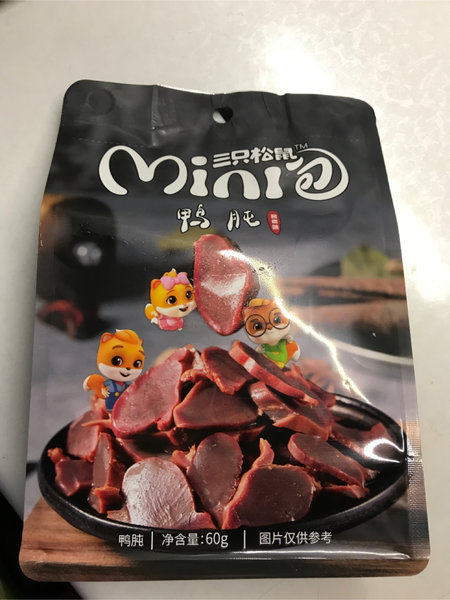 三只松鼠™
mini包
鸭肫
鸭肫 | 净含量:60g | 图片仅供参考